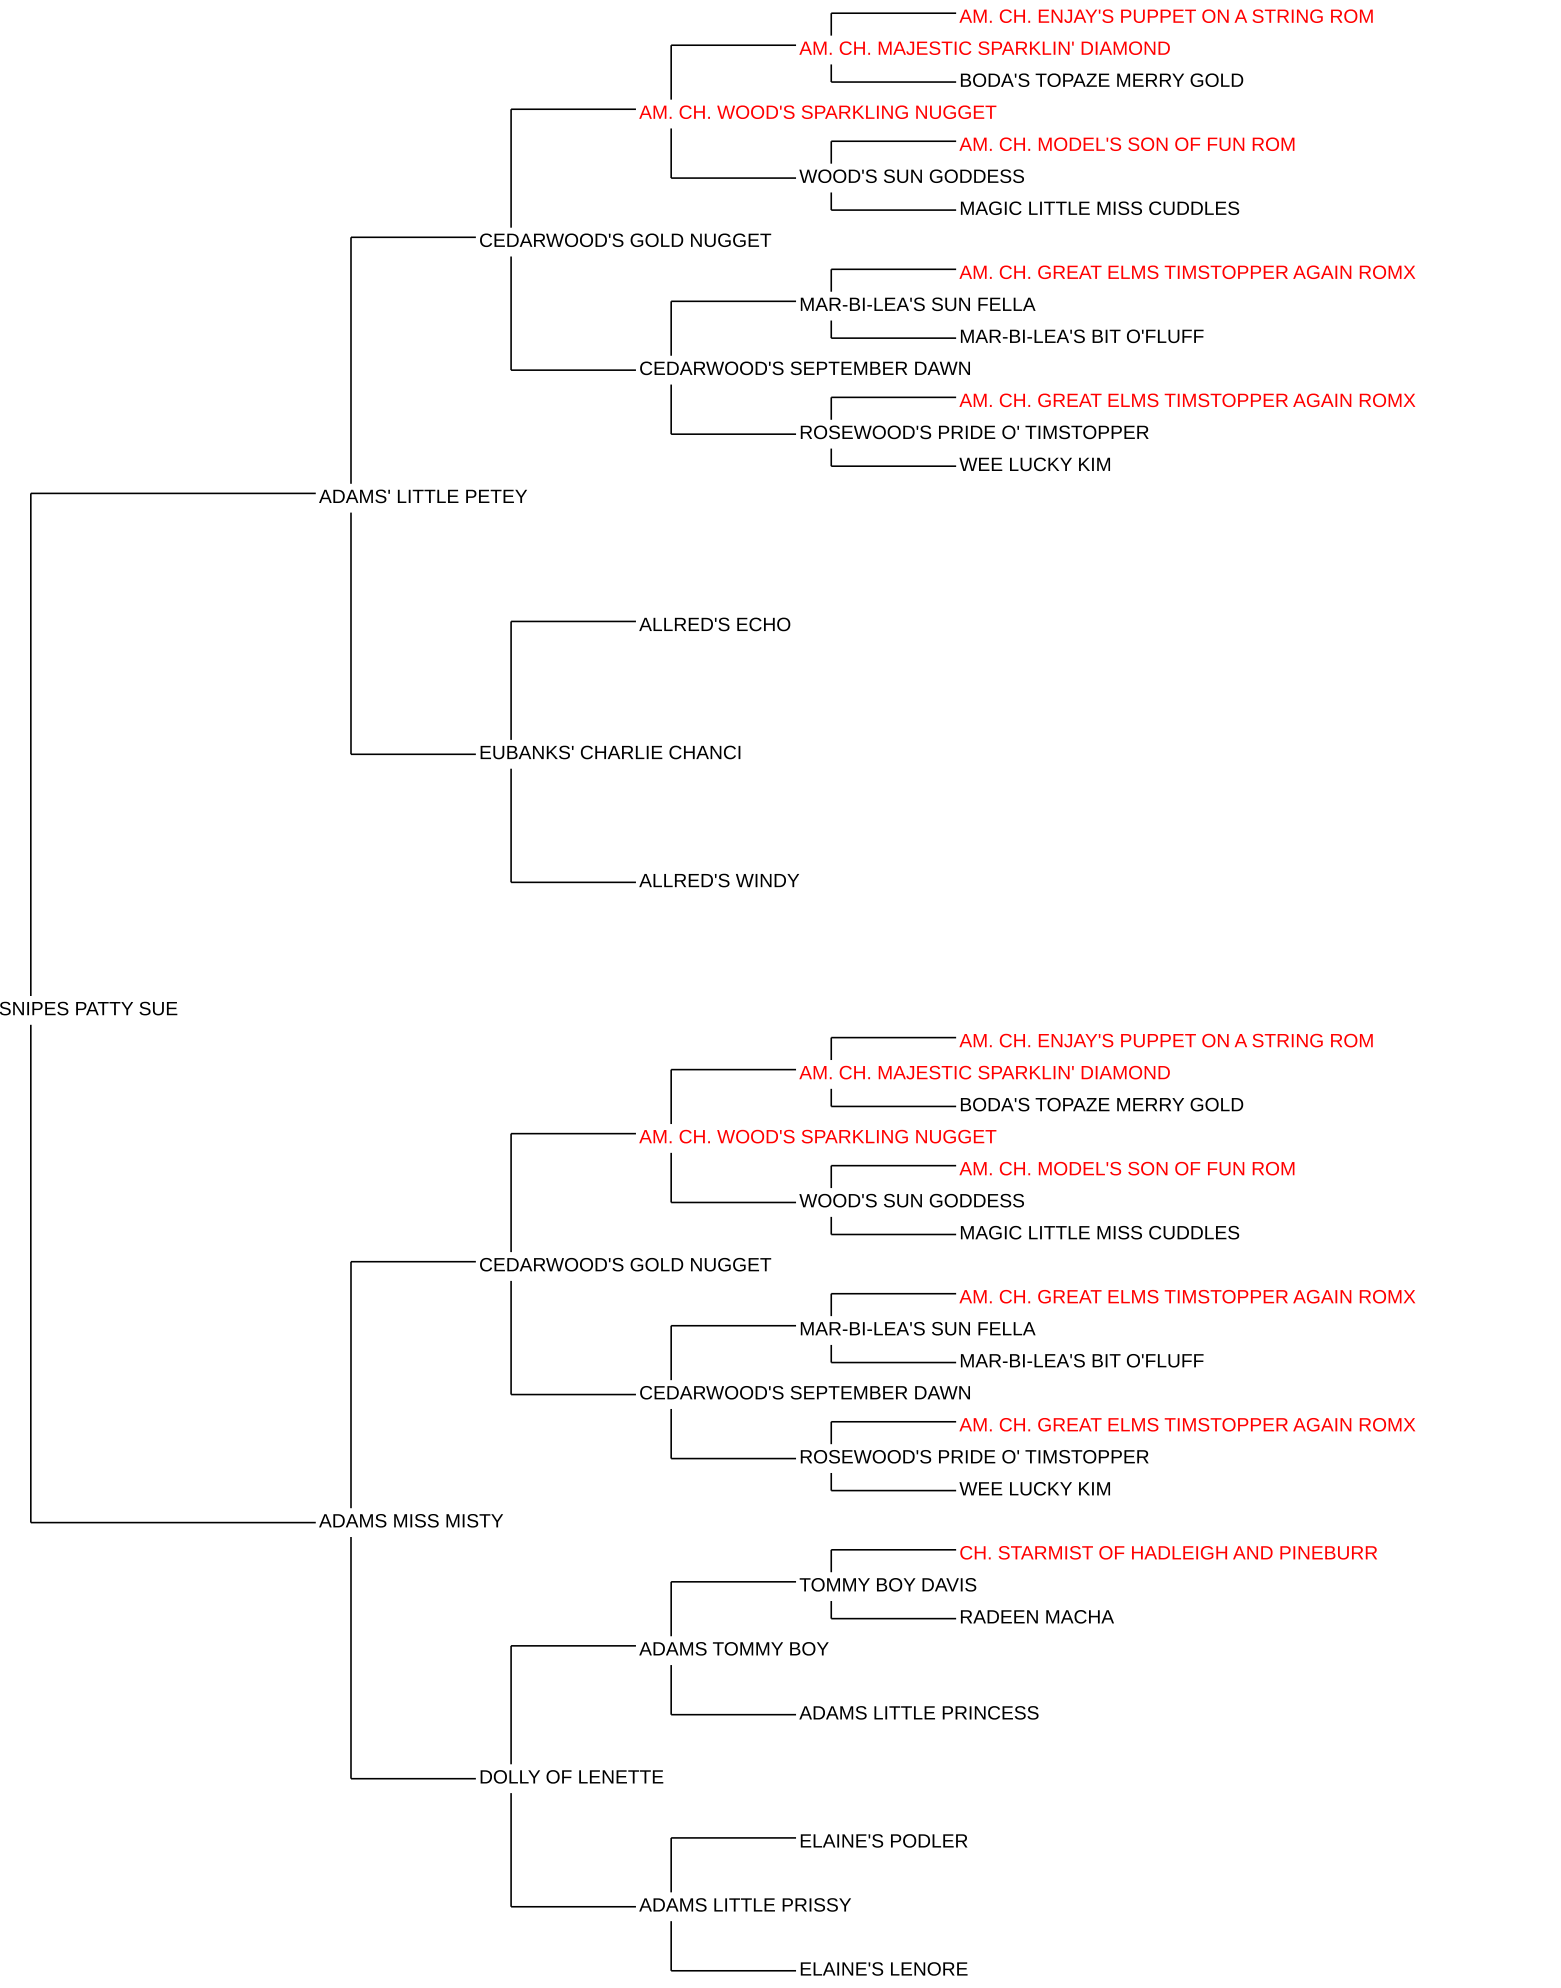 AM. CH. ENJAY'S PUPPET ON A STRING ROM
AM. CH. MAJESTIC SPARKLIN' DIAMOND
BODA'S TOPAZE MERRY GOLD
AM. CH. WOOD'S SPARKLING NUGGET
AM. CH. MODEL'S SON OF FUN ROM
WOOD'S SUN GODDESS
MAGIC LITTLE MISS CUDDLES
CEDARWOOD'S GOLD NUGGET
AM. CH. GREAT ELMS TIMSTOPPER AGAIN ROMX
MAR-BI-LEA'S SUN FELLA
MAR-BI-LEA'S BIT O'FLUFF
CEDARWOOD'S SEPTEMBER DAWN
AM. CH. GREAT ELMS TIMSTOPPER AGAIN ROMX
ROSEWOOD'S PRIDE O' TIMSTOPPER
WEE LUCKY KIM
ADAMS' LITTLE PETEY
ALLRED'S ECHO
EUBANKS' CHARLIE CHANCI
ALLRED'S WINDY
SNIPES PATTY SUE
AM. CH. ENJAY'S PUPPET ON A STRING ROM
AM. CH. MAJESTIC SPARKLIN' DIAMOND
BODA'S TOPAZE MERRY GOLD
AM. CH. WOOD'S SPARKLING NUGGET
AM. CH. MODEL'S SON OF FUN ROM
WOOD'S SUN GODDESS
MAGIC LITTLE MISS CUDDLES
CEDARWOOD'S GOLD NUGGET
AM. CH. GREAT ELMS TIMSTOPPER AGAIN ROMX
MAR-BI-LEA'S SUN FELLA
MAR-BI-LEA'S BIT O'FLUFF
CEDARWOOD'S SEPTEMBER DAWN
AM. CH. GREAT ELMS TIMSTOPPER AGAIN ROMX
ROSEWOOD'S PRIDE O' TIMSTOPPER
WEE LUCKY KIM
ADAMS MISS MISTY
CH. STARMIST OF HADLEIGH AND PINEBURR
TOMMY BOY DAVIS
RADEEN MACHA
ADAMS TOMMY BOY
ADAMS LITTLE PRINCESS
DOLLY OF LENETTE
ELAINE'S PODLER
ADAMS LITTLE PRISSY
ELAINE'S LENORE